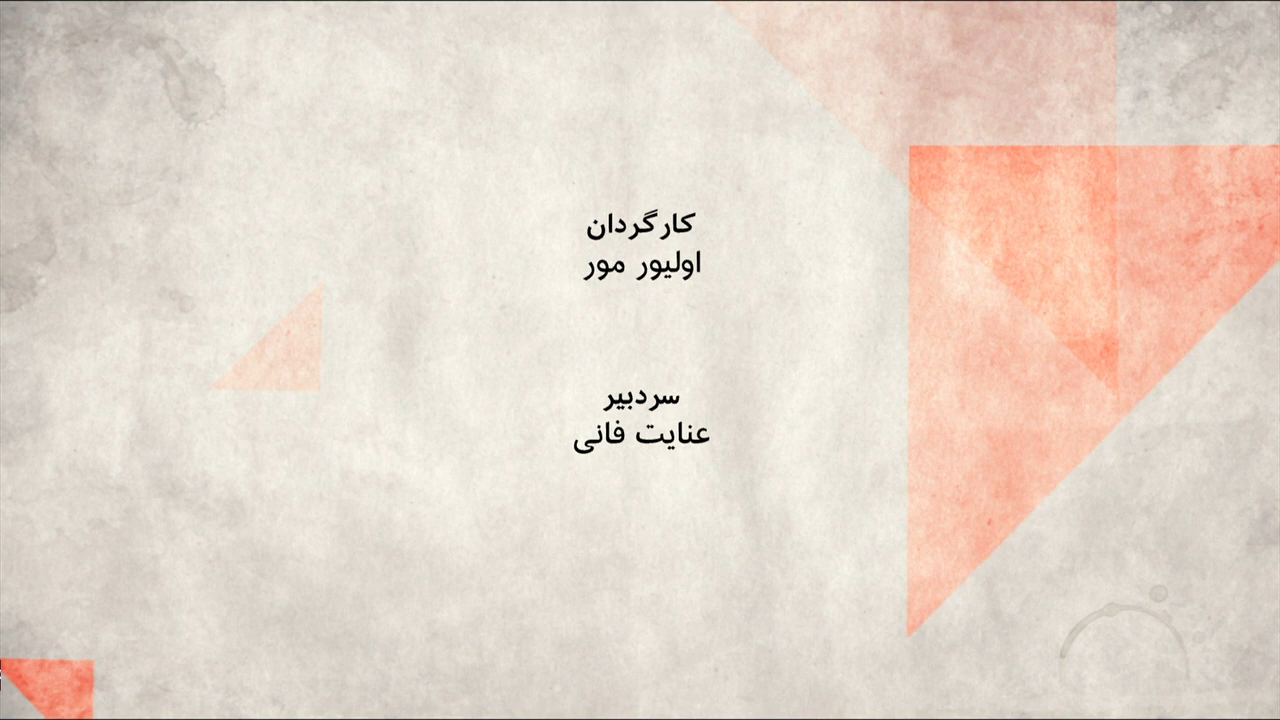 کارگردان
اولیور مور
سردبیر
عنایت فانی